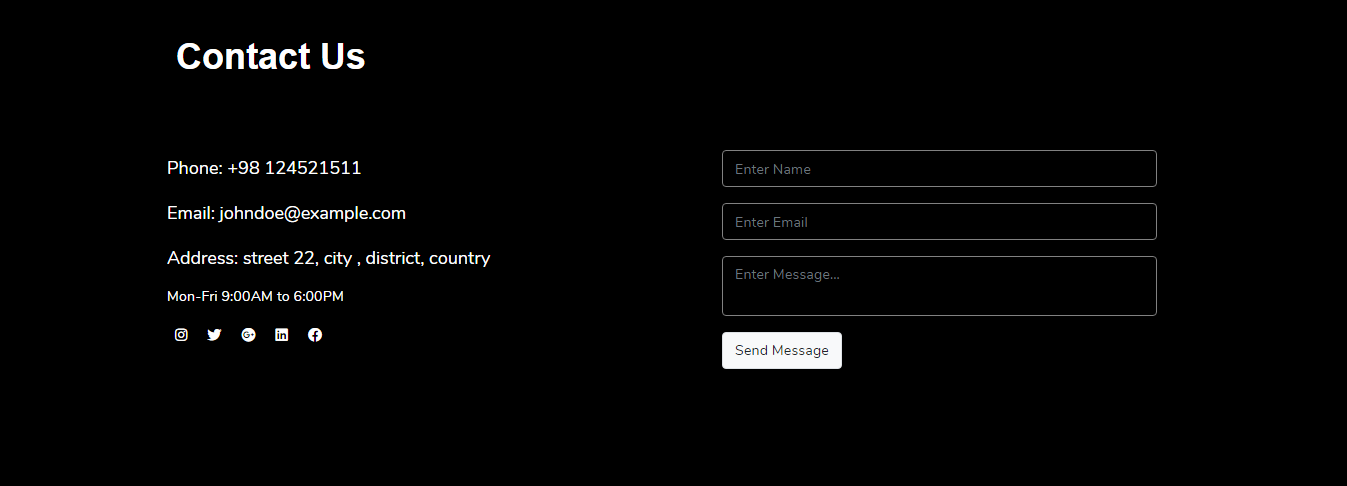 Contact Us
Phone: +98 124521511
Email: johndoe@example.com
Address: street 22, city , district, country
Mon-Fri 9:00AM to 6:00PM
Enter Name
Enter Email
Enter Message...
Send Message